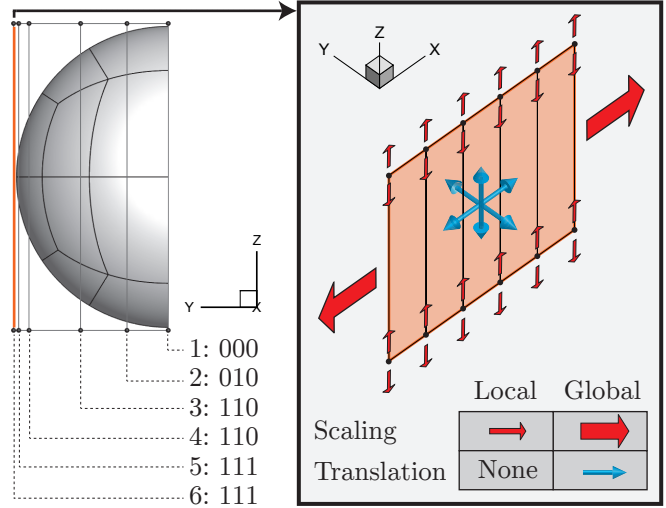 Z
Y
X
1: 000
2: 010
3: 110
4: 110
5: 111
6: 111
Z
Y
X
Local Global
Scaling
Translation None